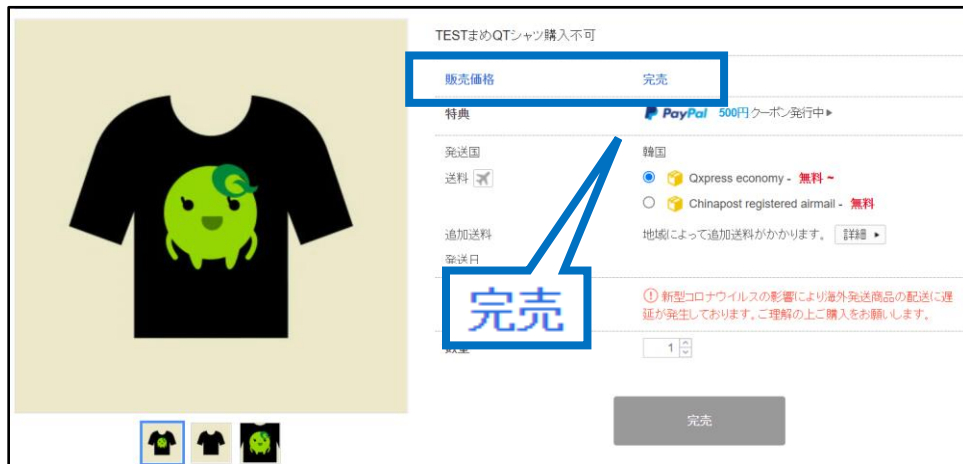 TESTまめQTシャツ購入不可
販売価格 完売
特典 PayPal 500円クーポン発行中▶
発送国 韓国
送料 Qxpress economy - 無料 ~
Chinapost registered airmail - 無料
追加送料 地域によって追加送料がかかります。 詳細 ▶
発送日
完売
新型コロナウイルスの影響により海外発送商品の配送に遅
延が発生しております。ご理解の上ご購入をお願いします。
数量 1
完売